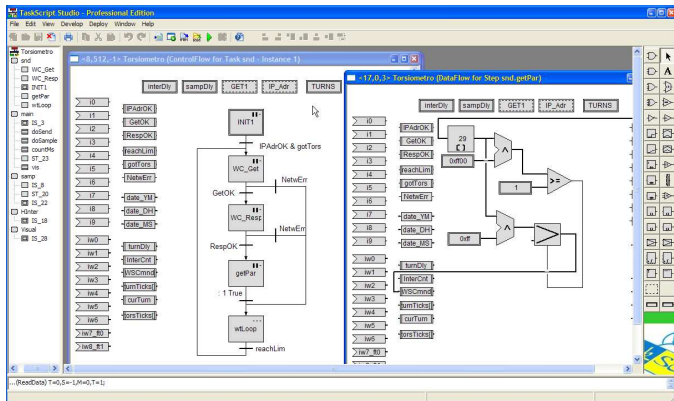 TaskScript Studio - Professional Edition
File Edit View Develop Deploy Window Help
Torsiometro
snd
WC_Get
WC_Resp
INIT1
getPar
wtLoop
main
IS_3
doSend
doSample
countMs
ST_23
vis
samp
IS_8
ST_20
IS_22
HInter
IS_18
Visual
IS_28
<8,512,-1> Torsiometro (ControlFlow for Task snd - Instance 1)
interDly sampDly GET1 IP_Adr TURNS
i0
i1
i2
i3
i4
i5
i6
i7
i8
i9
iw0
iw1
iw2
iw3
iw4
iw5
iw6
iw7_ft0
iw8_ft1
IPAdrOK
GetOK
RespOK
reachLim
gotTors
NetwErr
date_YM
date_DH
date_MS
turnDly
InterCnt
WSCmnd
turnTicks[]
curTurn
torsTicks[]
INIT1
IPAdrOK & gotTors
WC_Get
NetwErr
GetOK
WC_Resp
NetwErr
RespOK
getPar
: 1 True
wtLoop
reachLim
<17,0,3> Torsiometro (DataFlow for Step snd.getPar)
interDly sampDly GET1 IP_Adr TURNS
i0
i1
i2
i3
i4
i5
i6
i7
i8
i9
iw0
iw1
iw2
iw3
iw4
iw5
iw6
iw7_ft0
IPAdrOK
GetOK
RespOK
reachLim
gotTors
NetwErr
date_YM
date_DH
date_MS
turnDly
InterCnt
WSCmnd
turnTicks[]
curTurn
torsTicks[]
29
[ ]
0xff00
^
>=
1
^
0xff
>
...(ReadData) T=0,S=-1,M=0,T=1;